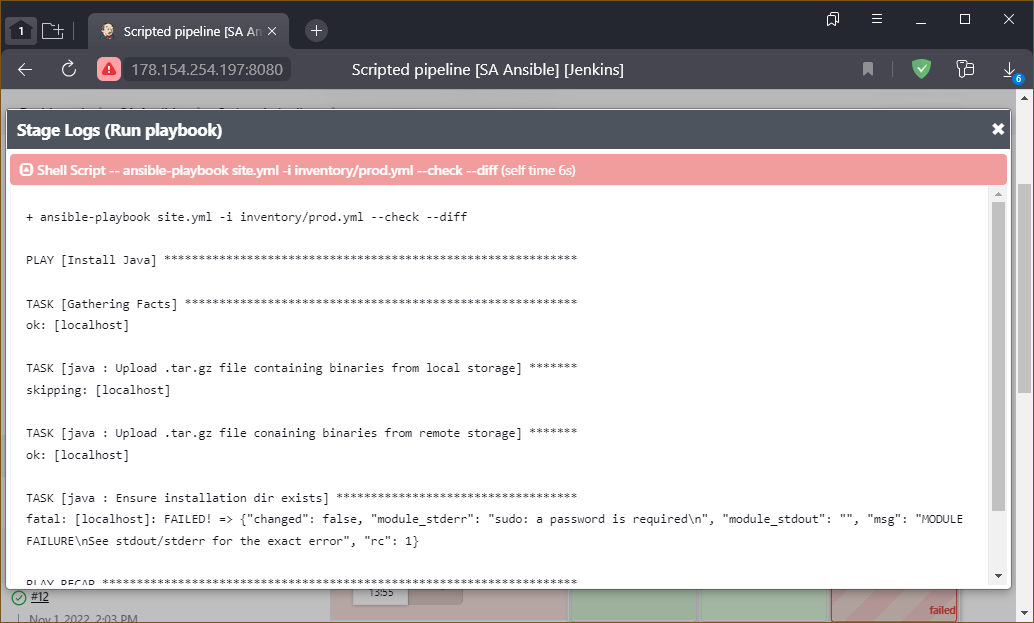 1
Scripted pipeline [SA An
178.154.254.197:8080
Scripted pipeline [SA Ansible] [Jenkins]
6
Stage Logs (Run playbook)
Shell Script -- ansible-playbook site.yml -i inventory/prod.yml --check --diff (self time 6s)
+ ansible-playbook site.yml -i inventory/prod.yml --check --diff
PLAY [Install Java] ************************************************************
TASK [Gathering Facts] *********************************************************
ok: [localhost]
TASK [java : Upload .tar.gz file containing binaries from local storage] *******
skipping: [localhost]
TASK [java : Upload .tar.gz file conaining binaries from remote storage] *******
ok: [localhost]
TASK [java : Ensure installation dir exists] ***********************************
fatal: [localhost]: FAILED! => {"changed": false, "module_stderr": "sudo: a password is required\n", "module_stdout": "", "msg": "MODULE
FAILURE\nSee stdout/stderr for the exact error", "rc": 1}
PLAY RECAP *********************************************************************
#12
13:55
failed
Nov 1, 2022, 2:03 PM